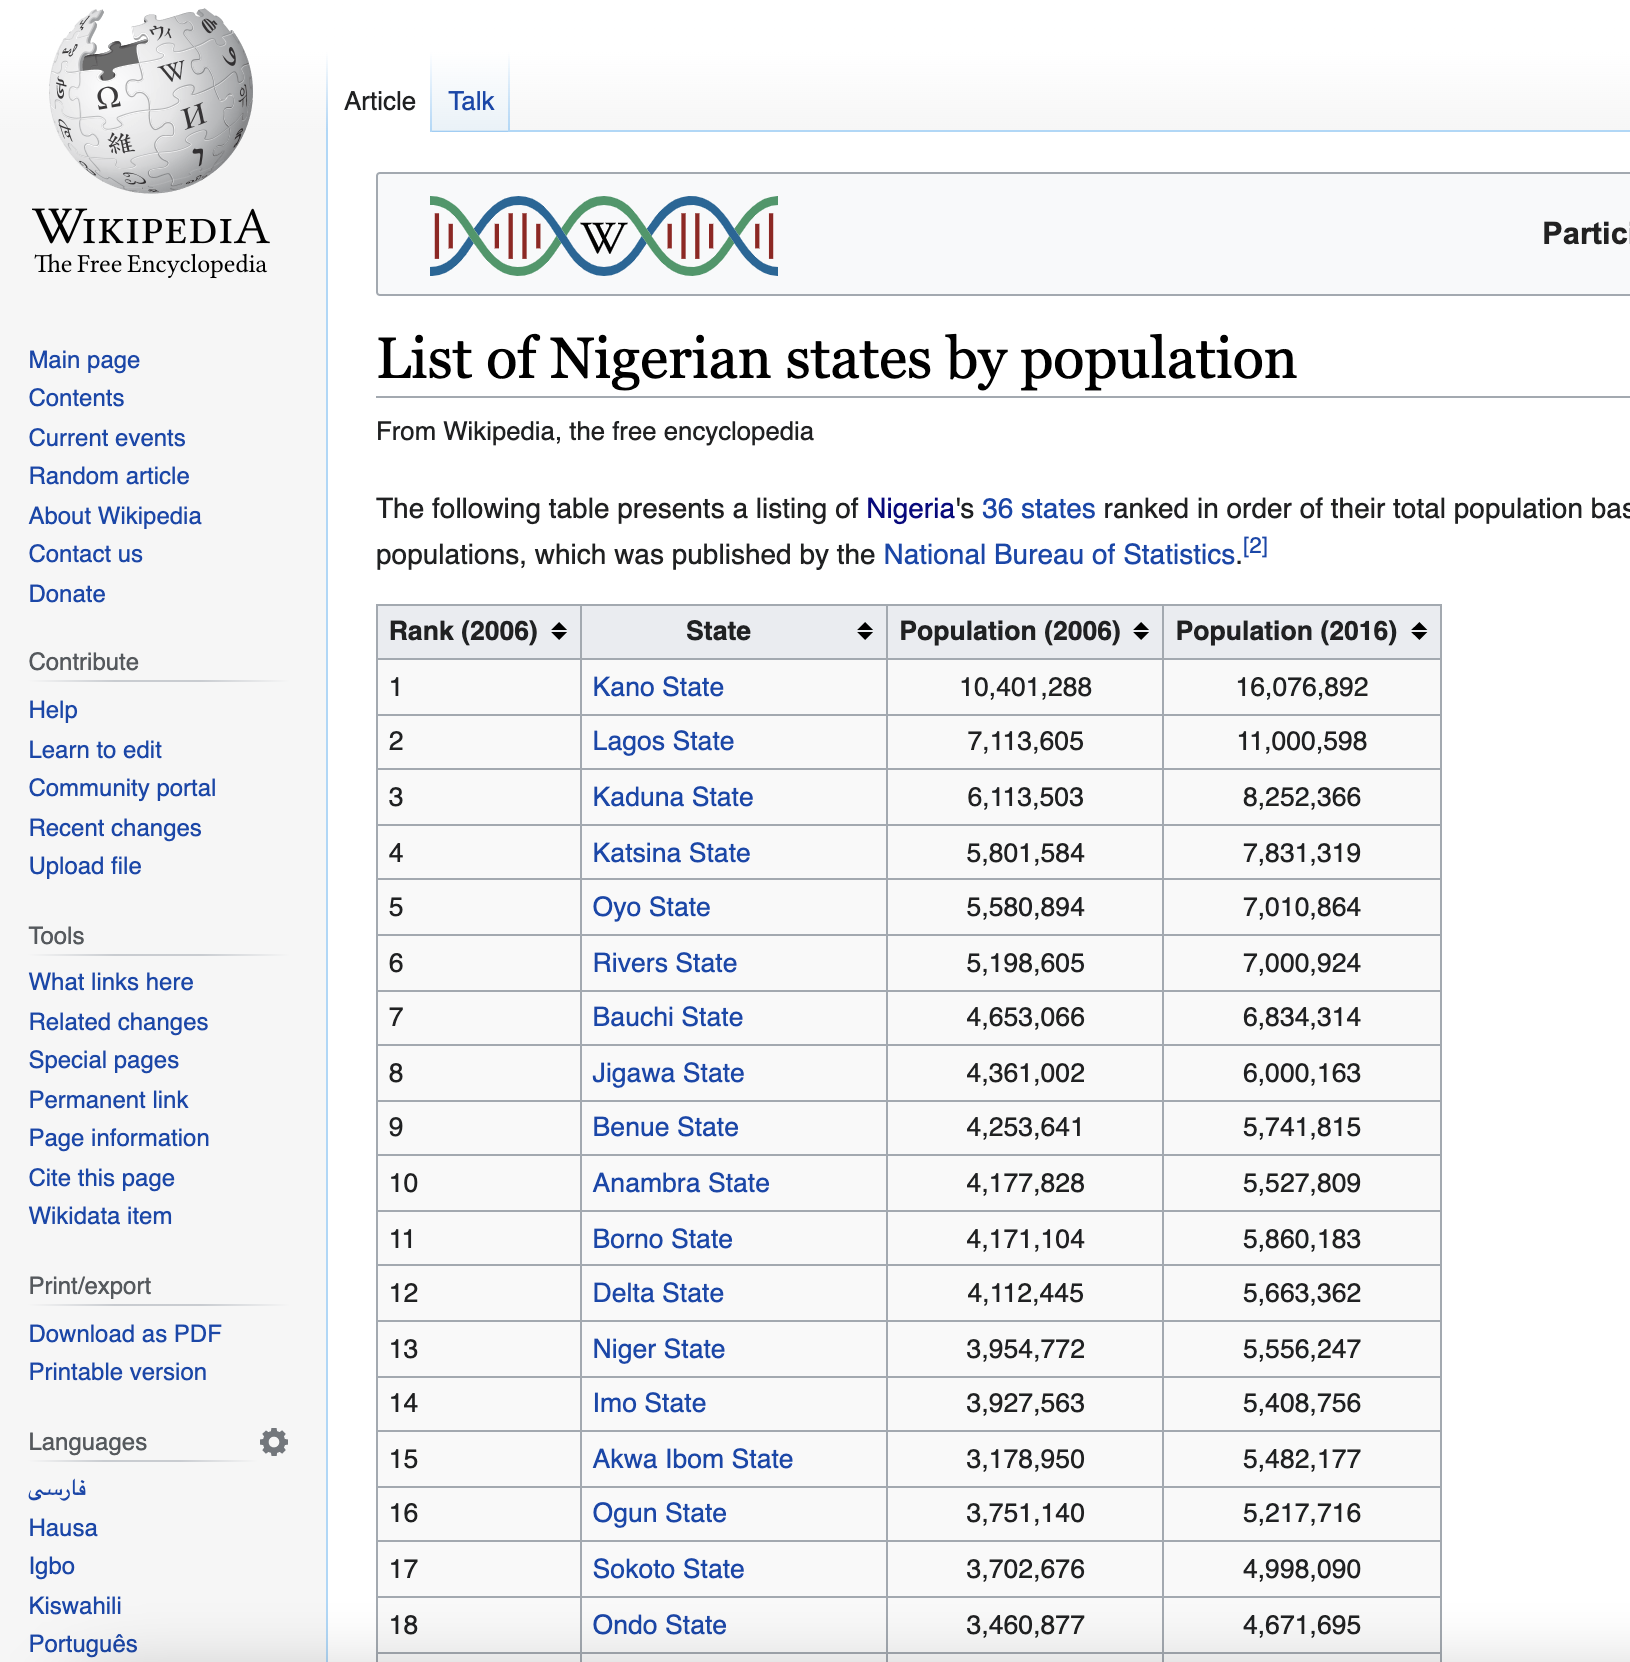 WIKIPEDIA
The Free Encyclopedia
Main page
Contents
Current events
Random article
About Wikipedia
Contact us
Donate
Contribute
Help
Learn to edit
Community portal
Recent changes
Upload file
Tools
What links here
Related changes
Special pages
Permanent link
Page information
Cite this page
Wikidata item
Print/export
Download as PDF
Printable version
Languages
فارسی
Hausa
Igbo
Kiswahili
Português
Article Talk
W
List of Nigerian states by population
From Wikipedia, the free encyclopedia
The following table presents a listing of Nigeria's 36 states ranked in order of their total population
populations, which was published by the National Bureau of Statistics.[2]
Rank (2006) State Population (2006) Population (2016)
1 Kano State 10,401,288 16,076,892
2 Lagos State 7,113,605 11,000,598
3 Kaduna State 6,113,503 8,252,366
4 Katsina State 5,801,584 7,831,319
5 Oyo State 5,580,894 7,010,864
6 Rivers State 5,198,605 7,000,924
7 Bauchi State 4,653,066 6,834,314
8 Jigawa State 4,361,002 6,000,163
9 Benue State 4,253,641 5,741,815
10 Anambra State 4,177,828 5,527,809
11 Borno State 4,171,104 5,860,183
12 Delta State 4,112,445 5,663,362
13 Niger State 3,954,772 5,556,247
14 Imo State 3,927,563 5,408,756
15 Akwa Ibom State 3,178,950 5,482,177
16 Ogun State 3,751,140 5,217,716
17 Sokoto State 3,702,676 4,998,090
18 Ondo State 3,460,877 4,671,695